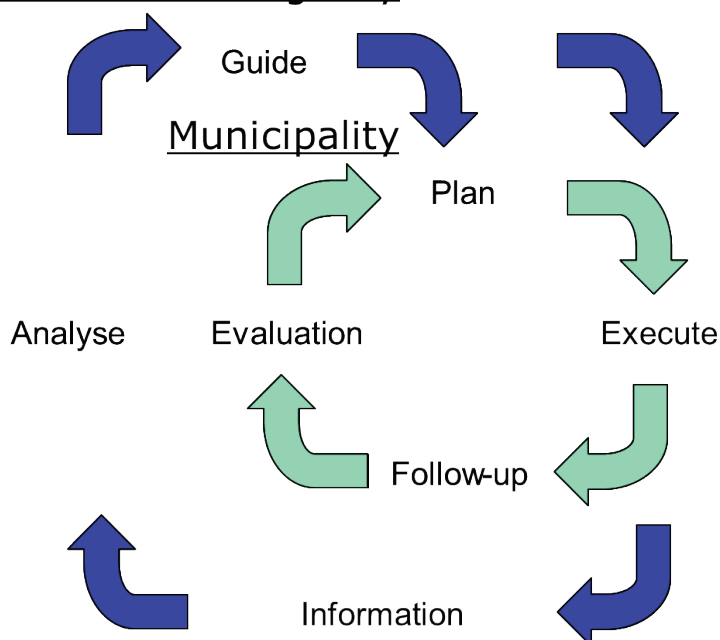 Guide
Municipality
Plan
Analyse
Evaluation
Execute
Follow-up
Information